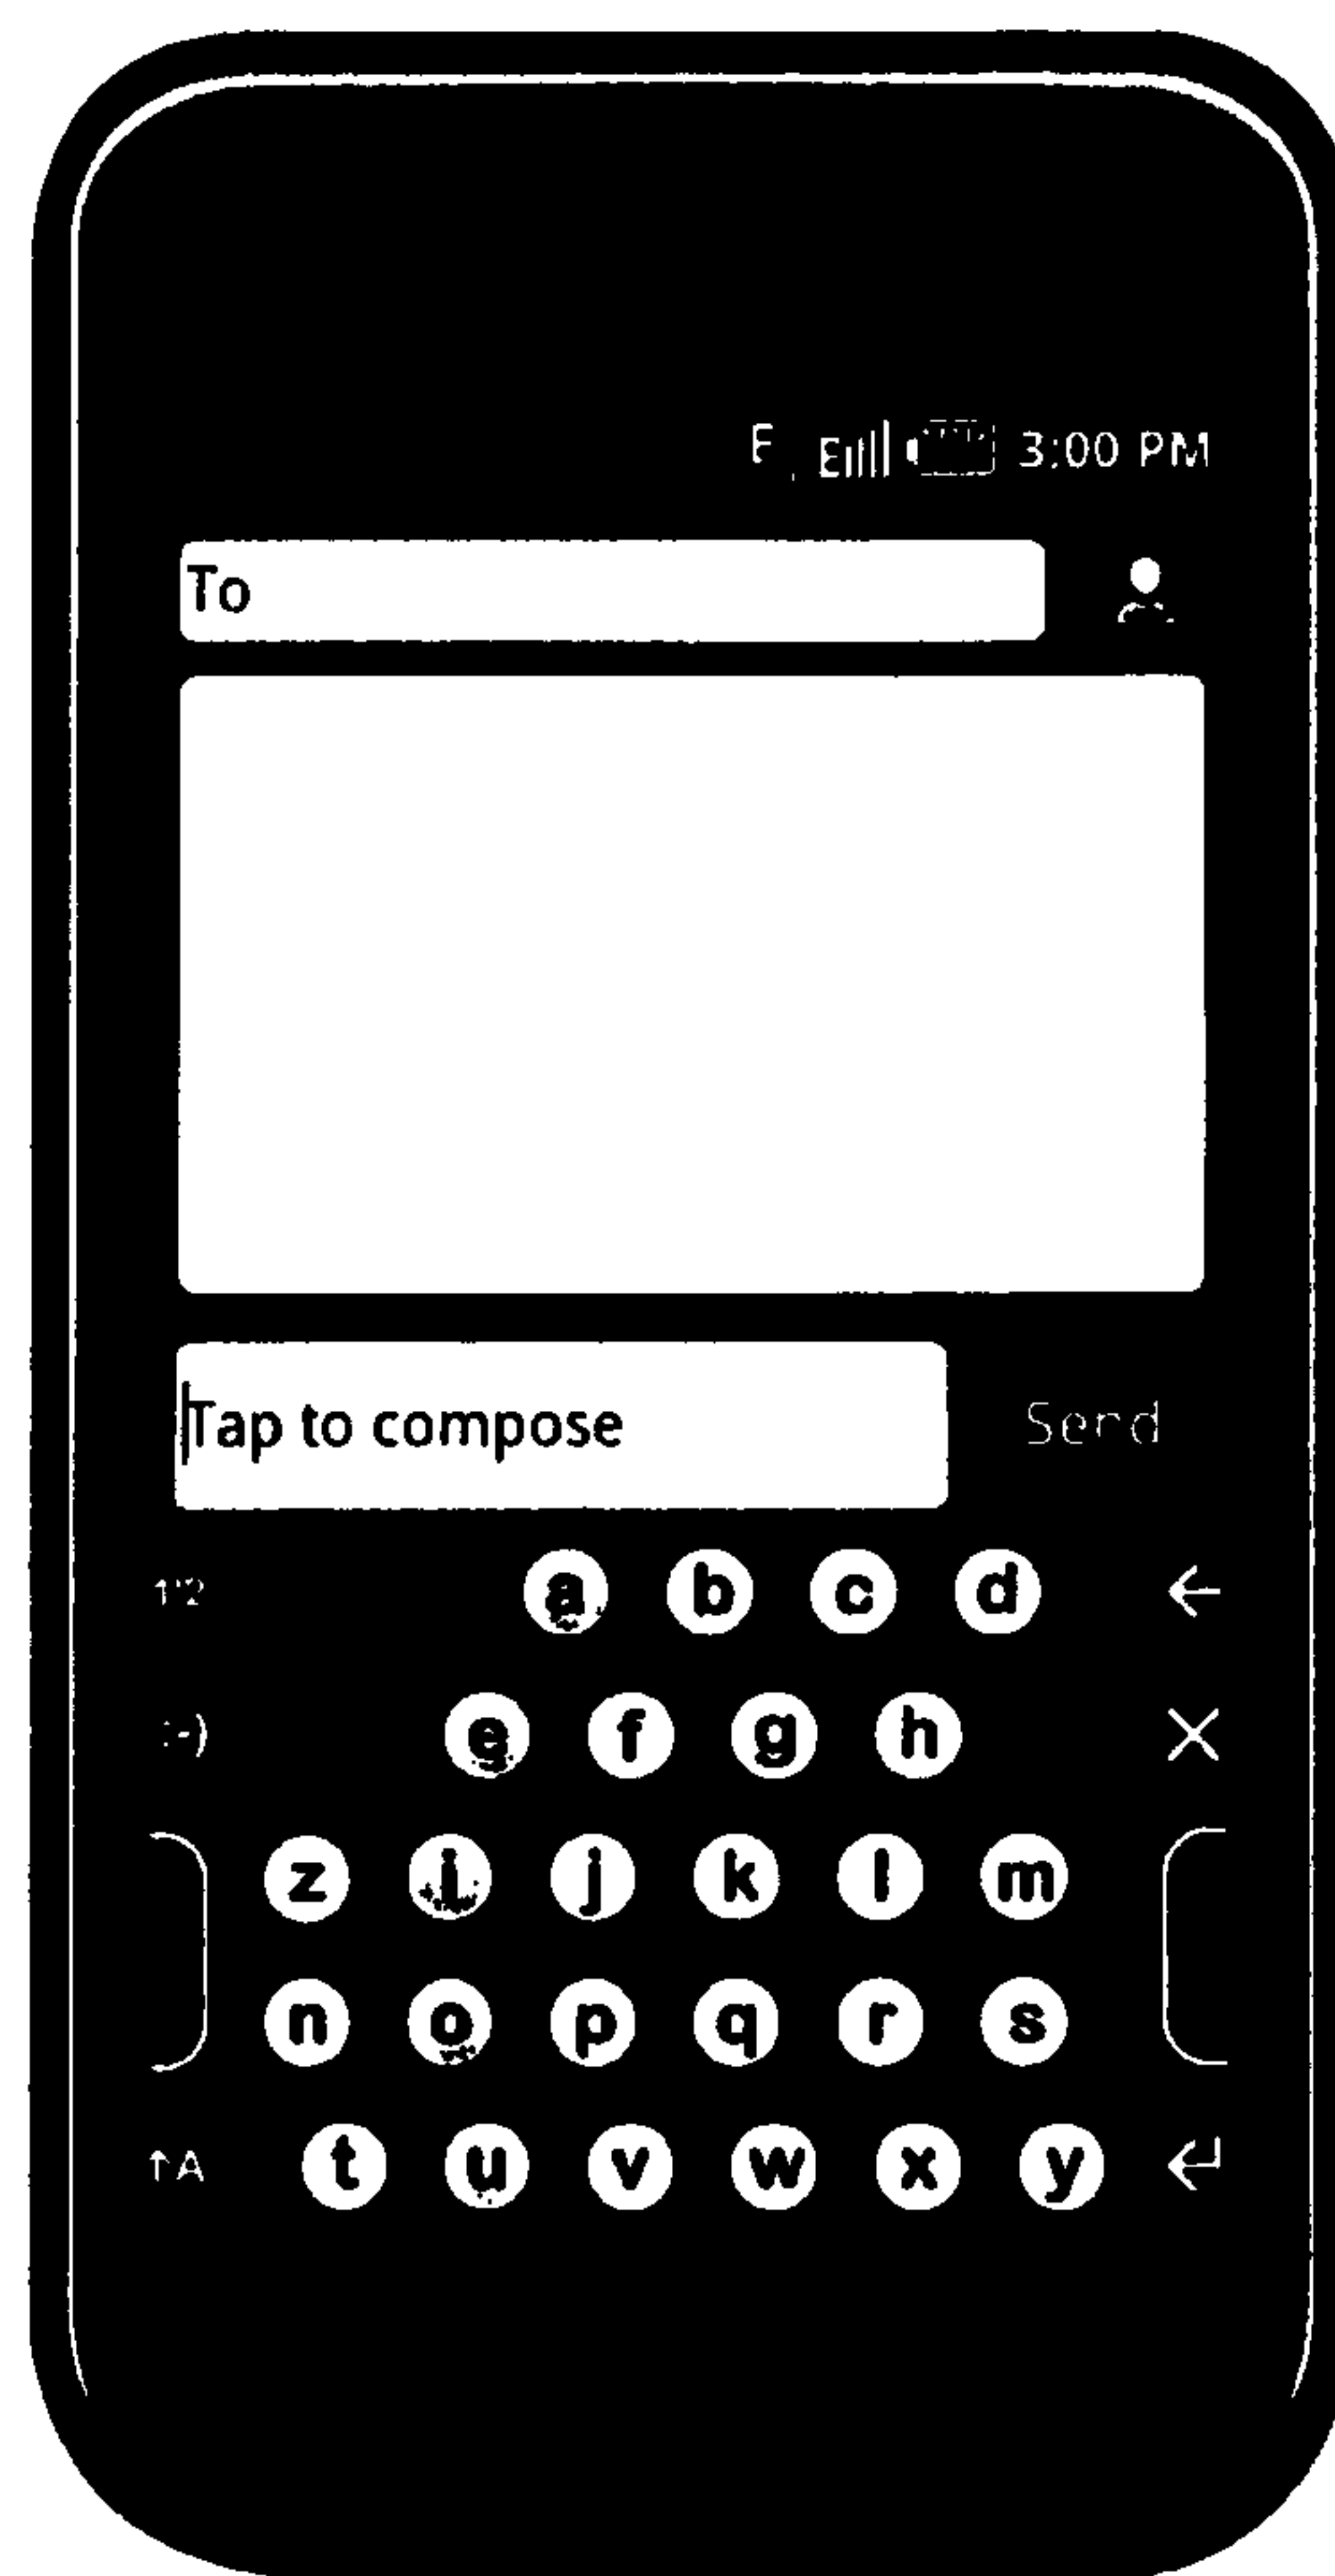 3:00 PM
To
Tap to compose
Send
a b c d ←
:-) e f g h ×
z i j k l m
n o p q r s
↑A t u v w x y ↵